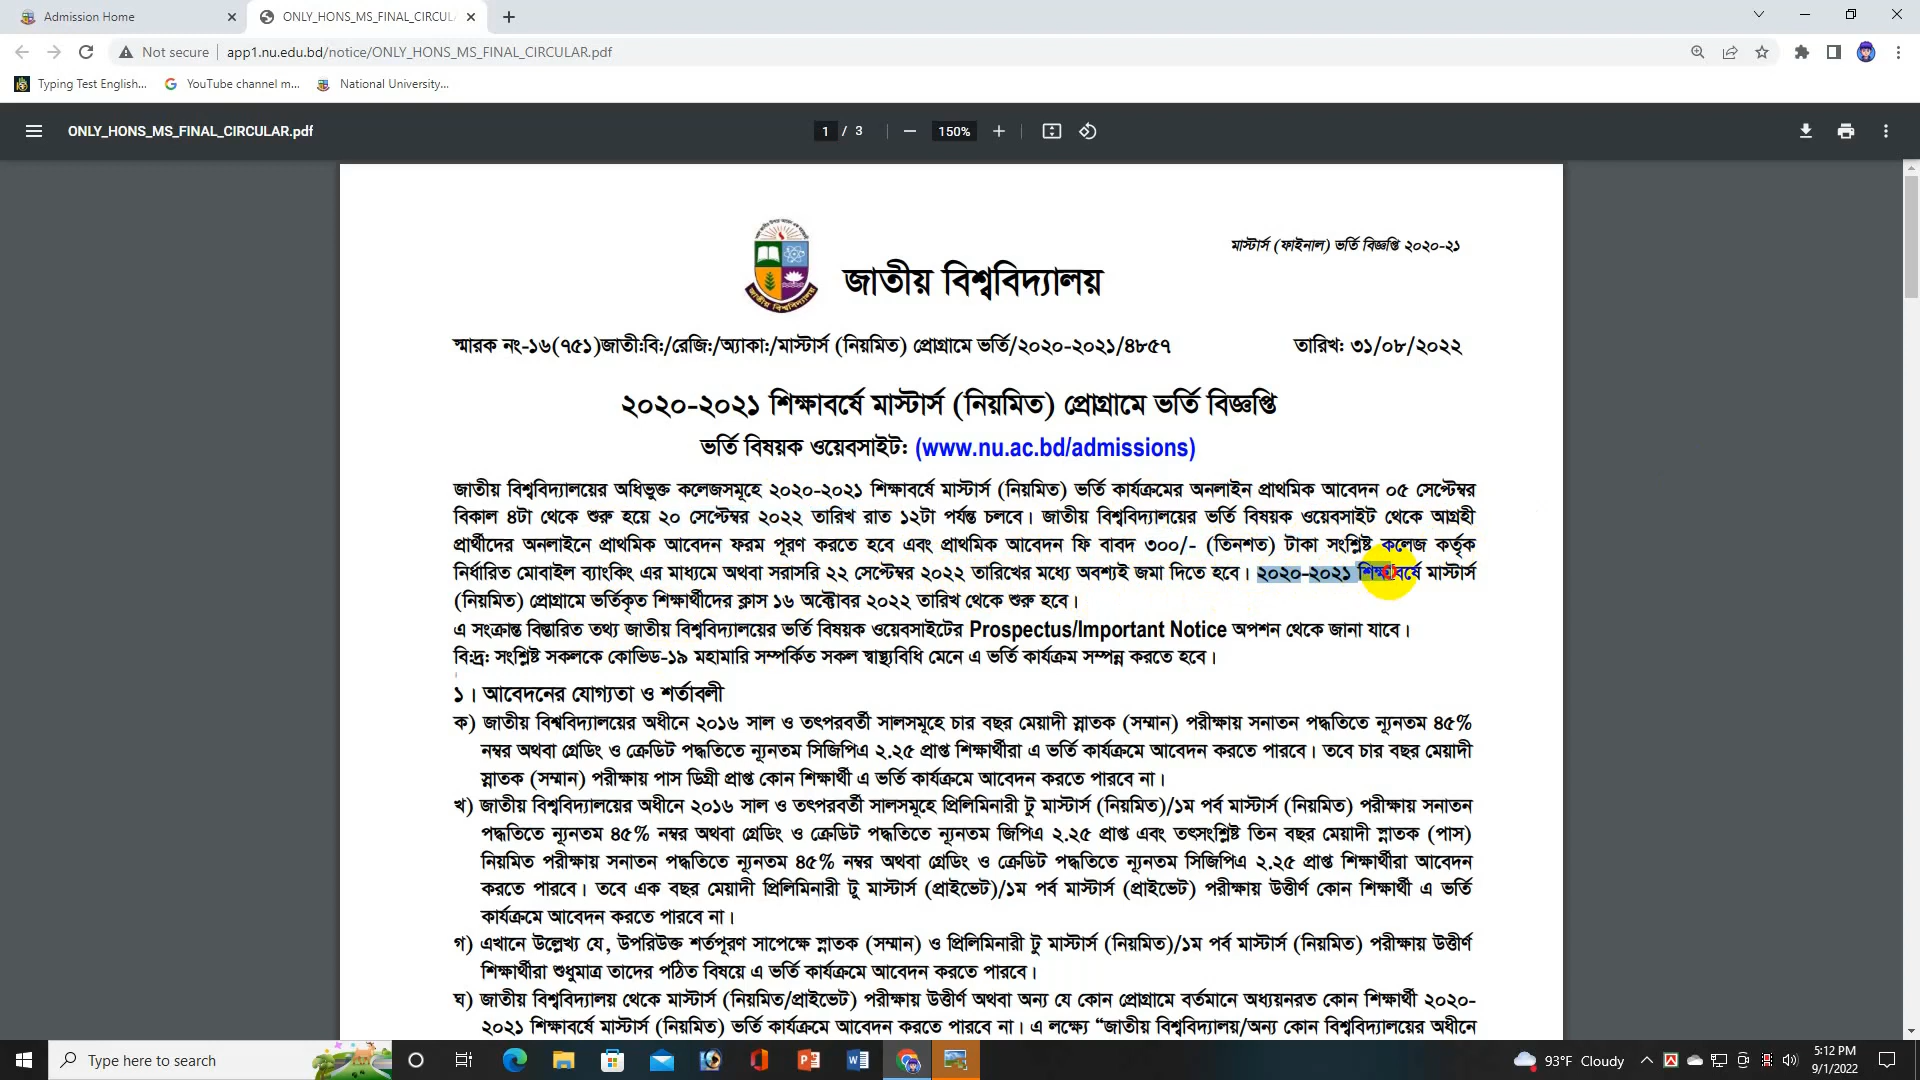 Admission Home
ONLY_HONS_MS_FINAL_CIRCUL
Not secure
app1.nu.edu.bd/notice/ONLY_HONS_MS_FINAL_CIRCULAR.pdf
Typing Test English...
YouTube channel m...
National University...
ONLY_HONS_MS_FINAL_CIRCULAR.pdf
1 / 3
150%
মাস্টার্স (ফাইনাল) ভর্তি বিজ্ঞপ্তি ২০২০-২১
জাতীয় বিশ্ববিদ্যালয়
স্মারক নং-১৬(৭৫১)জাতী:বি:/রেজি:/অ্যাকা:/মাস্টার্স (নিয়মিত) প্রোগ্রামে ভর্তি/২০২০-২০২১/৪৮৫৭
তারিখ: ৩১/০৮/২০২২
২০২০-২০২১ শিক্ষাবর্ষে মাস্টার্স (নিয়মিত) প্রোগ্রামে ভর্তি বিজ্ঞপ্তি
ভর্তি বিষয়ক ওয়েবসাইট: (www.nu.ac.bd/admissions)
জাতীয় বিশ্ববিদ্যালয়ের অধিভুক্ত কলেজসমূহে ২০২০-২০২১ শিক্ষাবর্ষে মাস্টার্স (নিয়মিত) ভর্তি কার্যক্রমের অনলাইন প্রাথমিক আবেদন ০৫ সেপ্টেম্বর
বিকাল ৪টা থেকে শুরু হয়ে ২০ সেপ্টেম্বর ২০২২ তারিখ রাত ১২টা পর্যন্ত চলবে। জাতীয় বিশ্ববিদ্যালয়ের ভর্তি বিষয়ক ওয়েবসাইট থেকে আগ্রহী
প্রার্থীদের অনলাইনে প্রাথমিক আবেদন ফরম পূরণ করতে হবে এবং প্রাথমিক আবেদন ফি বাবদ ৩০০/- (তিনশত) টাকা সংশ্লিষ্ট কলেজ কর্তৃক
নির্ধারিত মোবাইল ব্যাংকিং এর মাধ্যমে অথবা সরাসরি ২২ সেপ্টেম্বর ২০২২ তারিখের মধ্যে অবশ্যই জমা দিতে হবে। ২০২০-২০২১ শিক্ষাবর্ষে মাস্টার্স
(নিয়মিত) প্রোগ্রামে ভর্তিকৃত শিক্ষার্থীদের ক্লাস ১৬ অক্টোবর ২০২২ তারিখ থেকে শুরু হবে।
এ সংক্রান্ত বিস্তারিত তথ্য জাতীয় বিশ্ববিদ্যালয়ের ভর্তি বিষয়ক ওয়েবসাইটের Prospectus/Important Notice অপশন থেকে জানা যাবে।
বি:দ্র: সংশ্লিষ্ট সকলকে কোভিড-১৯ মহামারি সম্পর্কিত সকল স্বাস্থ্যবিধি মেনে এ ভর্তি কার্যক্রম সম্পন্ন করতে হবে।
১। আবেদনের যোগ্যতা ও শর্তাবলী
ক) জাতীয় বিশ্ববিদ্যালয়ের অধীনে ২০১৬ সাল ও তৎপরবর্তী সালসমূহে চার বছর মেয়াদী স্নাতক (সম্মান) পরীক্ষায় সনাতন পদ্ধতিতে ন্যূনতম ৪৫%
নম্বর অথবা গ্রেডিং ও ক্রেডিট পদ্ধতিতে ন্যূনতম সিজিপিএ ২.২৫ প্রাপ্ত শিক্ষার্থীরা এ ভর্তি কার্যক্রমে আবেদন করতে পারবে। তবে চার বছর মেয়াদী
স্নাতক (সম্মান) পরীক্ষায় পাস ডিগ্রী প্রাপ্ত কোন শিক্ষার্থী এ ভর্তি কার্যক্রমে আবেদন করতে পারবে না।
খ) জাতীয় বিশ্ববিদ্যালয়ের অধীনে ২০১৬ সাল ও তৎপরবর্তী সালসমূহে প্রিলিমিনারী টু মাস্টার্স (নিয়মিত)/১ম পর্ব মাস্টার্স (নিয়মিত) পরীক্ষায় সনাতন
পদ্ধতিতে ন্যূনতম ৪৫% নম্বর অথবা গ্রেডিং ও ক্রেডিট পদ্ধতিতে ন্যূনতম জিপিএ ২.২৫ প্রাপ্ত এবং তৎসংশ্লিষ্ট তিন বছর মেয়াদী স্নাতক (পাস)
নিয়মিত পরীক্ষায় সনাতন পদ্ধতিতে ন্যূনতম ৪৫% নম্বর অথবা গ্রেডিং ও ক্রেডিট পদ্ধতিতে ন্যূনতম সিজিপিএ ২.২৫ প্রাপ্ত শিক্ষার্থীরা আবেদন
করতে পারবে। তবে এক বছর মেয়াদী প্রিলিমিনারী টু মাস্টার্স (প্রাইভেট)/১ম পর্ব মাস্টার্স (প্রাইভেট) পরীক্ষায় উত্তীর্ণ কোন শিক্ষার্থী এ ভর্তি
কার্যক্রমে আবেদন করতে পারবে না।
গ) এখানে উল্লেখ্য যে, উপরিউক্ত শর্তপূরণ সাপেক্ষে স্নাতক (সম্মান) ও প্রিলিমিনারী টু মাস্টার্স (নিয়মিত)/১ম পর্ব মাস্টার্স (নিয়মিত) পরীক্ষায় উত্তীর্ণ
শিক্ষার্থীরা শুধুমাত্র তাদের পঠিত বিষয়ে এ ভর্তি কার্যক্রমে আবেদন করতে পারবে।
ঘ) জাতীয় বিশ্ববিদ্যালয় থেকে মাস্টার্স (নিয়মিত/প্রাইভেট) পরীক্ষায় উত্তীর্ণ অথবা অন্য যে কোন প্রোগ্রামে বর্তমানে অধ্যয়নরত কোন শিক্ষার্থী ২০২০-
২০২১ শিক্ষাবর্ষে মাস্টার্স (নিয়মিত) ভর্তি কার্যক্রমে আবেদন করতে পারবে না। এ লক্ষ্যে “জাতীয় বিশ্ববিদ্যালয়/অন্য কোন বিশ্ববিদ্যালয়ের অধীনে
Type here to search
93°F Cloudy
5:12 PM
9/1/2022